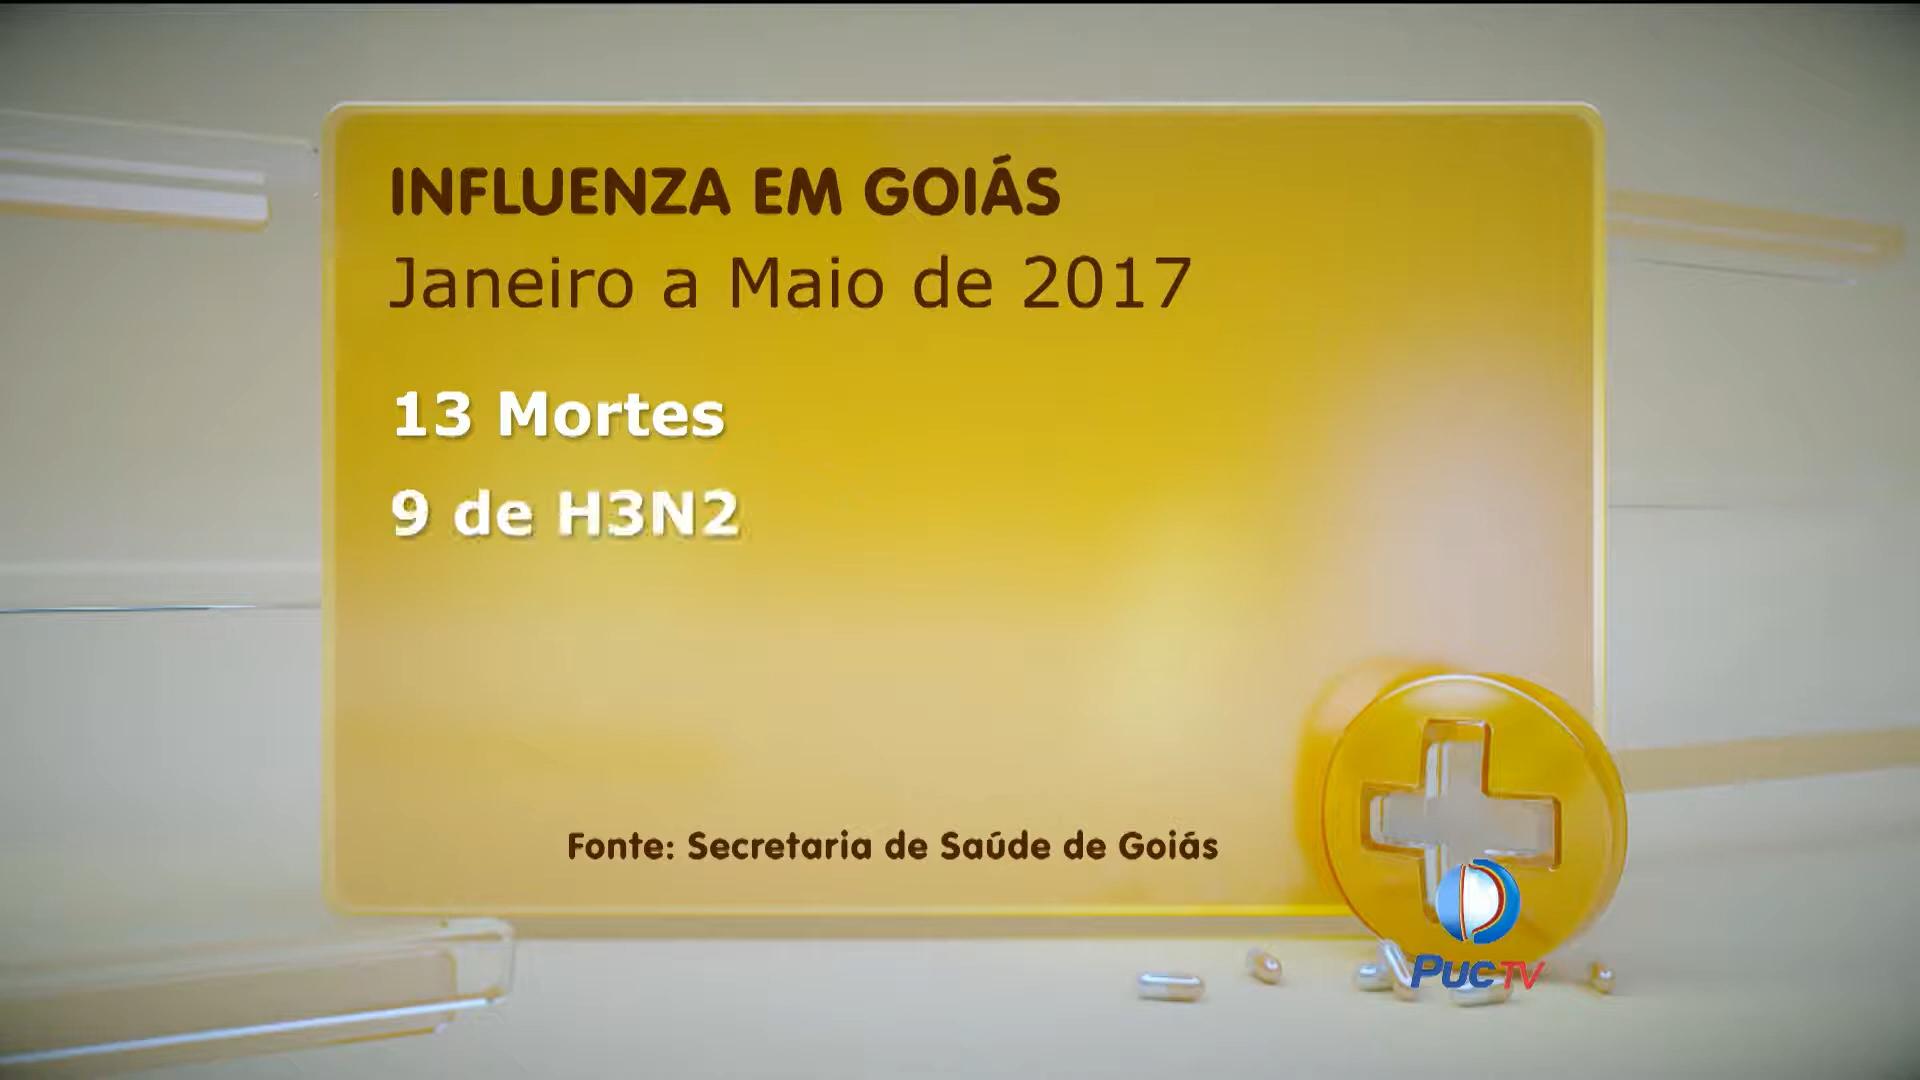 INFLUENZA EM GOIÁS
Janeiro a Maio de 2017
13 Mortes
9 de H3N2
Fonte: Secretaria de Saúde de Goiás
PUC TV